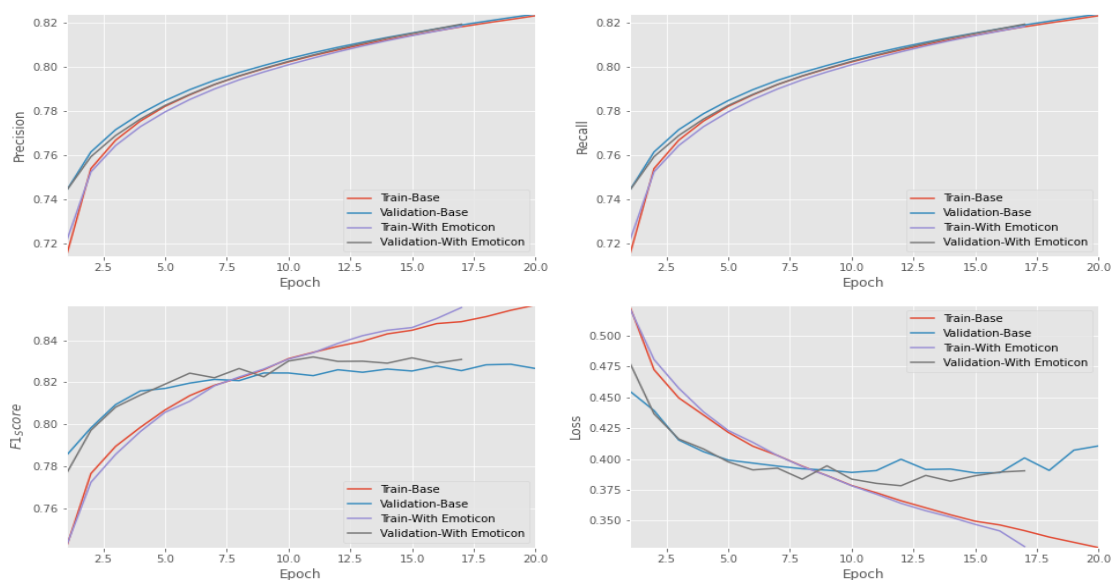 0.82
0.80
0.78
0.76
0.74
0.72
Precision
2.5 5.0 7.5 10.0 12.5 15.0 17.5 20.0
Epoch
Train-Base
Validation-Base
Train-With Emoticon
Validation-With Emoticon
0.82
0.80
0.78
0.76
0.74
0.72
Recall
2.5 5.0 7.5 10.0 12.5 15.0 17.5 20.0
Epoch
Train-Base
Validation-Base
Train-With Emoticon
Validation-With Emoticon
0.84
0.82
0.80
0.78
0.76
F1score
2.5 5.0 7.5 10.0 12.5 15.0 17.5 20.0
Epoch
Train-Base
Validation-Base
Train-With Emoticon
Validation-With Emoticon
0.500
0.475
0.450
0.425
0.400
0.375
0.350
Loss
2.5 5.0 7.5 10.0 12.5 15.0 17.5 20.0
Epoch
Train-Base
Validation-Base
Train-With Emoticon
Validation-With Emoticon